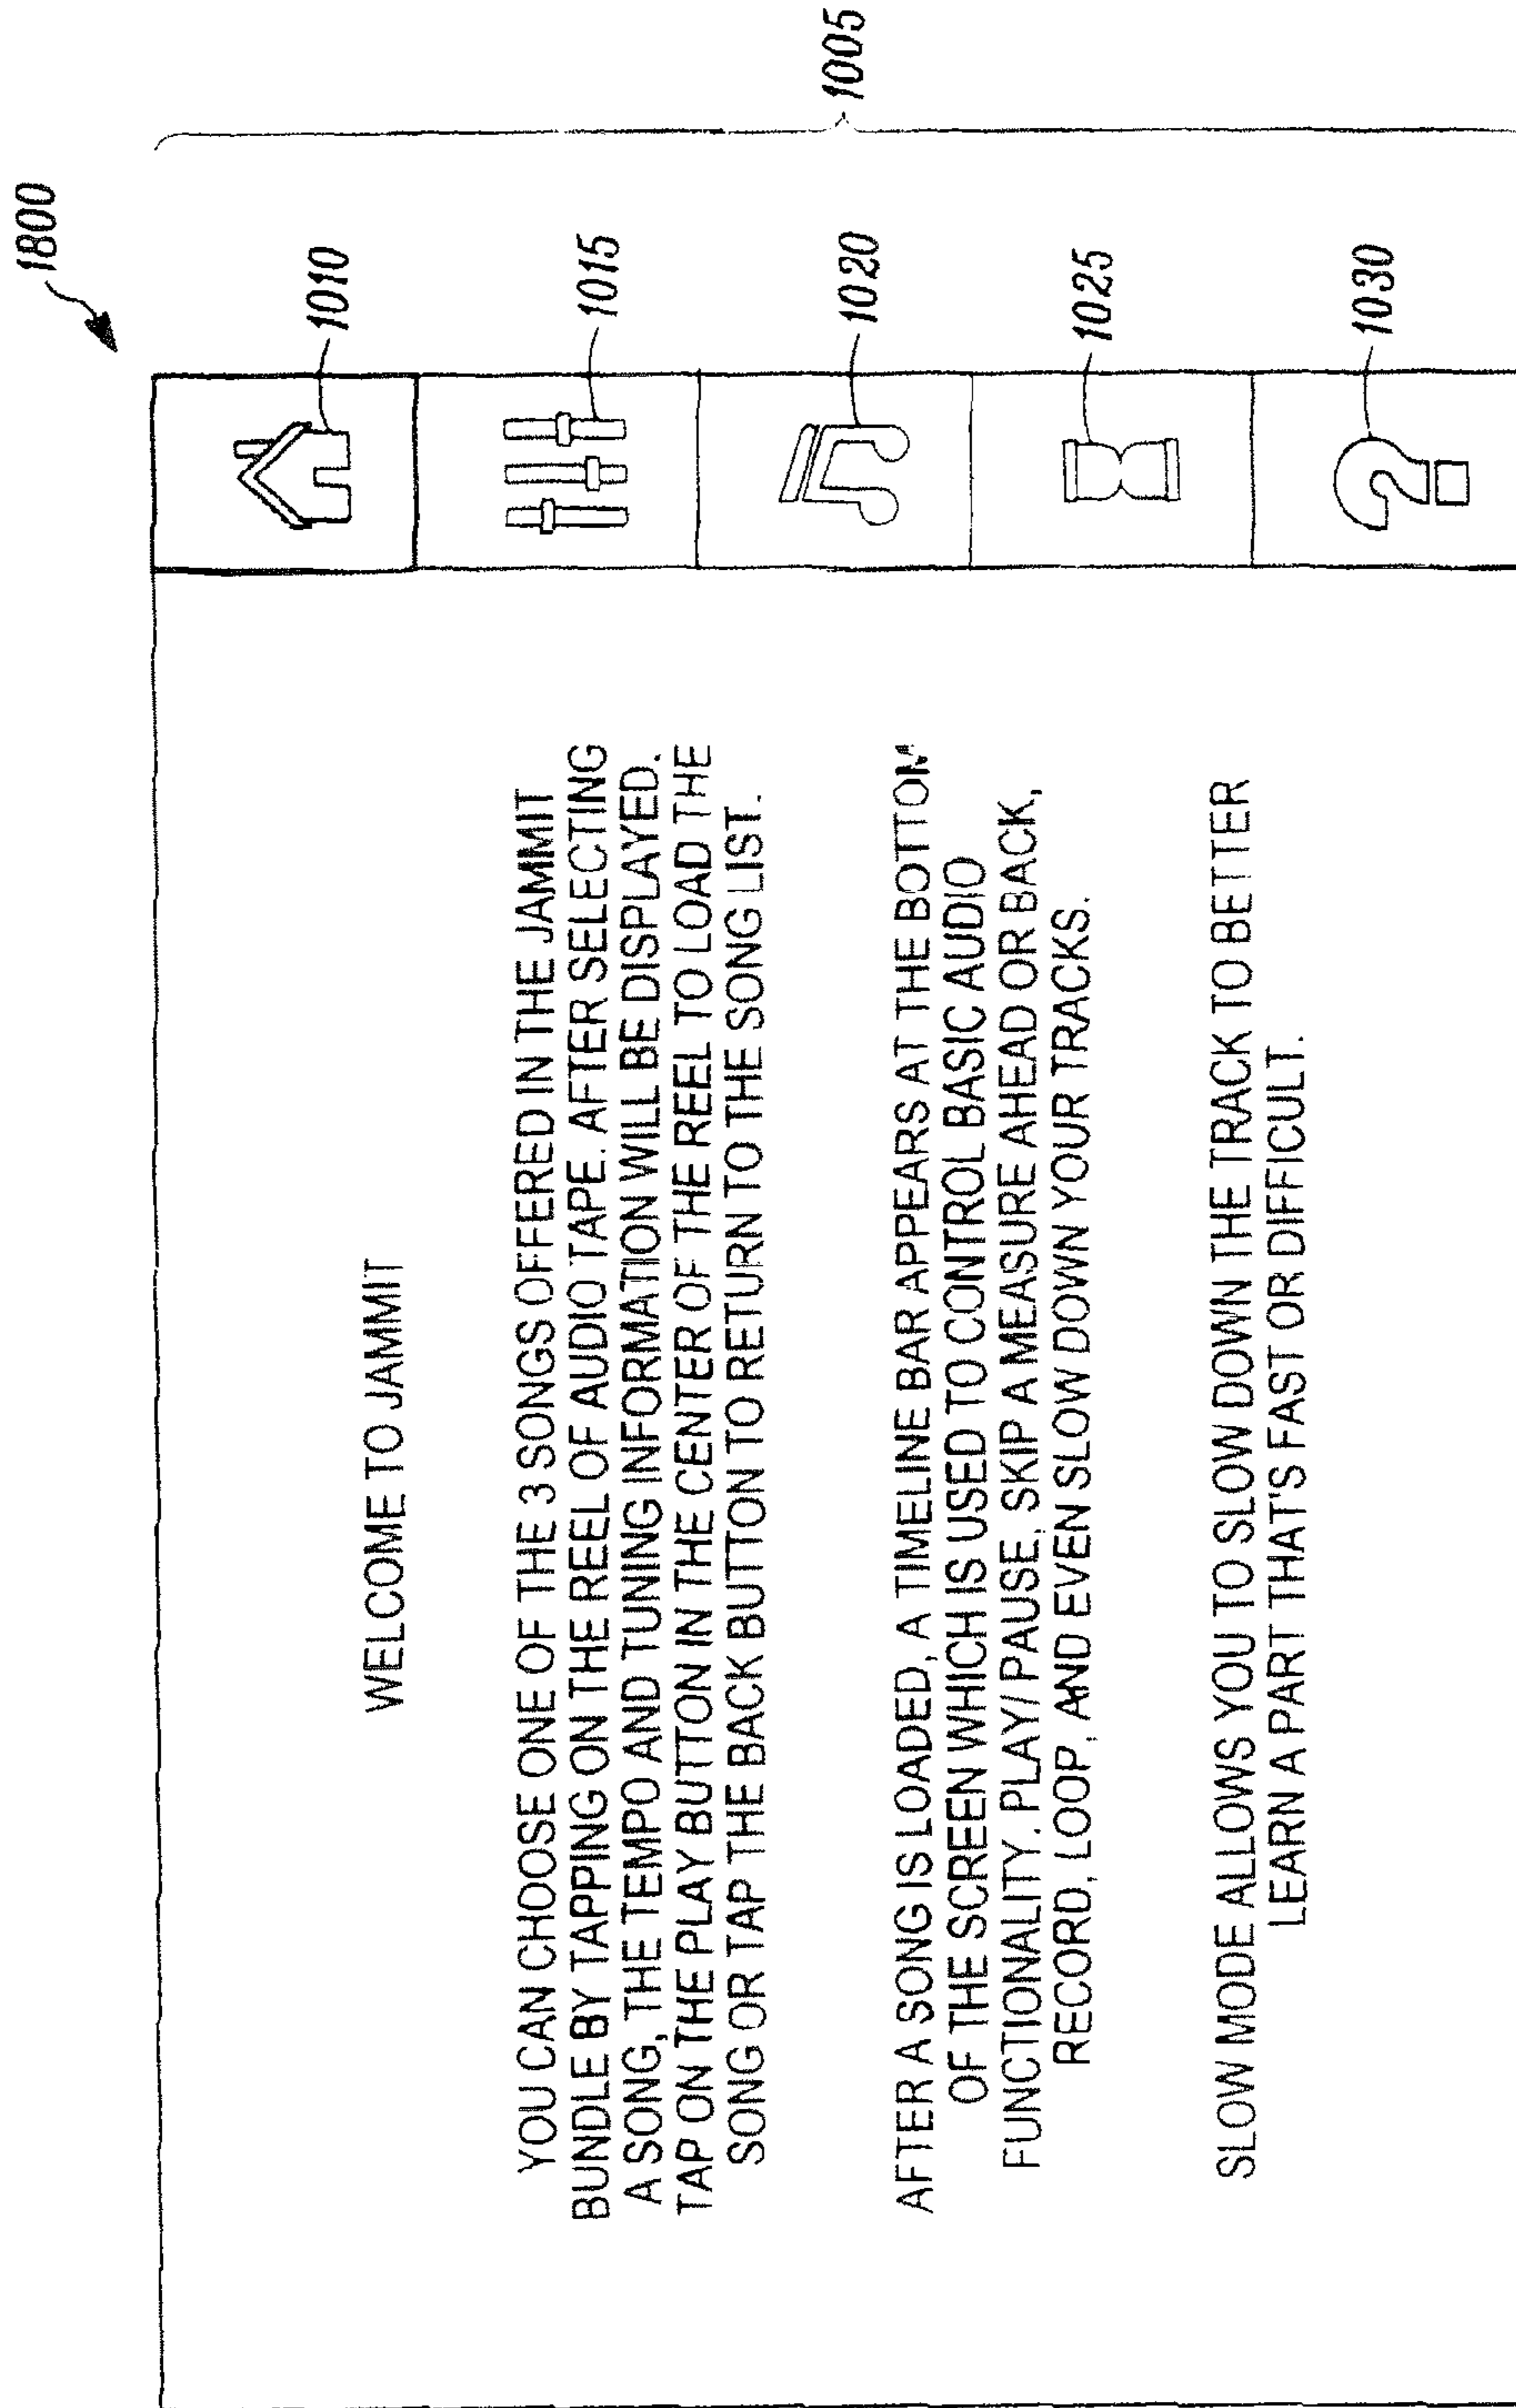 1800
1005
1010
1015
1020
1025
1030
WELCOME TO JAMMIT
YOU CAN CHOOSE ONE OF THE 3 SONGS OFFERED IN THE JAMMIT
BUNDLE BY TAPPING ON THE REEL OF AUDIO TAPE. AFTER SELECTING
A SONG, THE TEMPO AND TUNING INFORMATION WILL BE DISPLAYED.
TAP ON THE PLAY BUTTON IN THE CENTER OF THE REEL TO LOAD THE
SONG OR TAP THE BACK BUTTON TO RETURN TO THE SONG LIST.
AFTER A SONG IS LOADED, A TIMELINE BAR APPEARS AT THE BOTTOM
OF THE SCREEN WHICH IS USED TO CONTROL BASIC AUDIO
FUNCTIONALITY. PLAY/PAUSE, SKIP A MEASURE AHEAD OR BACK,
RECORD, LOOP, AND EVEN SLOW DOWN YOUR TRACKS.
SLOW MODE ALLOWS YOU TO SLOW DOWN THE TRACK TO BETTER
LEARN A PART THAT'S FAST OR DIFFICULT.